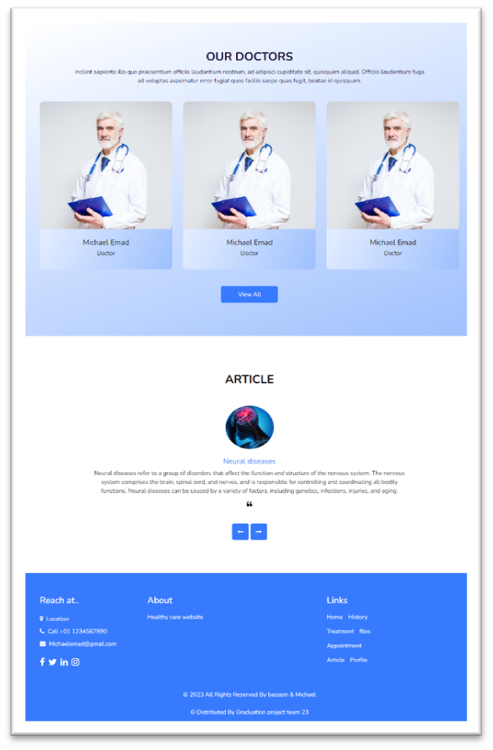 OUR DOCTORS
Incilint sapiente illo quo praesentium officiis laudantium nostrum, ad adipisci cupiditate sit, quisquam aliquid. Officiis laudantium fuga
ad voluptas aspernatur error fugiat quos facilis saepe quas fugit, beatae id quisquam.
Michael Emad
Doctor
Michael Emad
Doctor
Michael Emad
Doctor
View All
ARTICLE
Neural diseases
Neural diseases refer to a group of disorders that affect the function and structure of the nervous system. The nervous
system comprises the brain, spinal cord, and nerves, and is responsible for controlling and coordinating all bodily
functions. Neural diseases can be caused by a variety of factors, including genetics, infections, injuries, and aging.
❝
← →
Reach at..
Location
Call +01 1234567890
Michaelemad@gmail.com
About
Healthy care website
Links
Home History
Treatment files
Appointment
Article Profile
© 2023 All Rights Reserved By bassem & Michael
© Distributed By Graduation project team 23